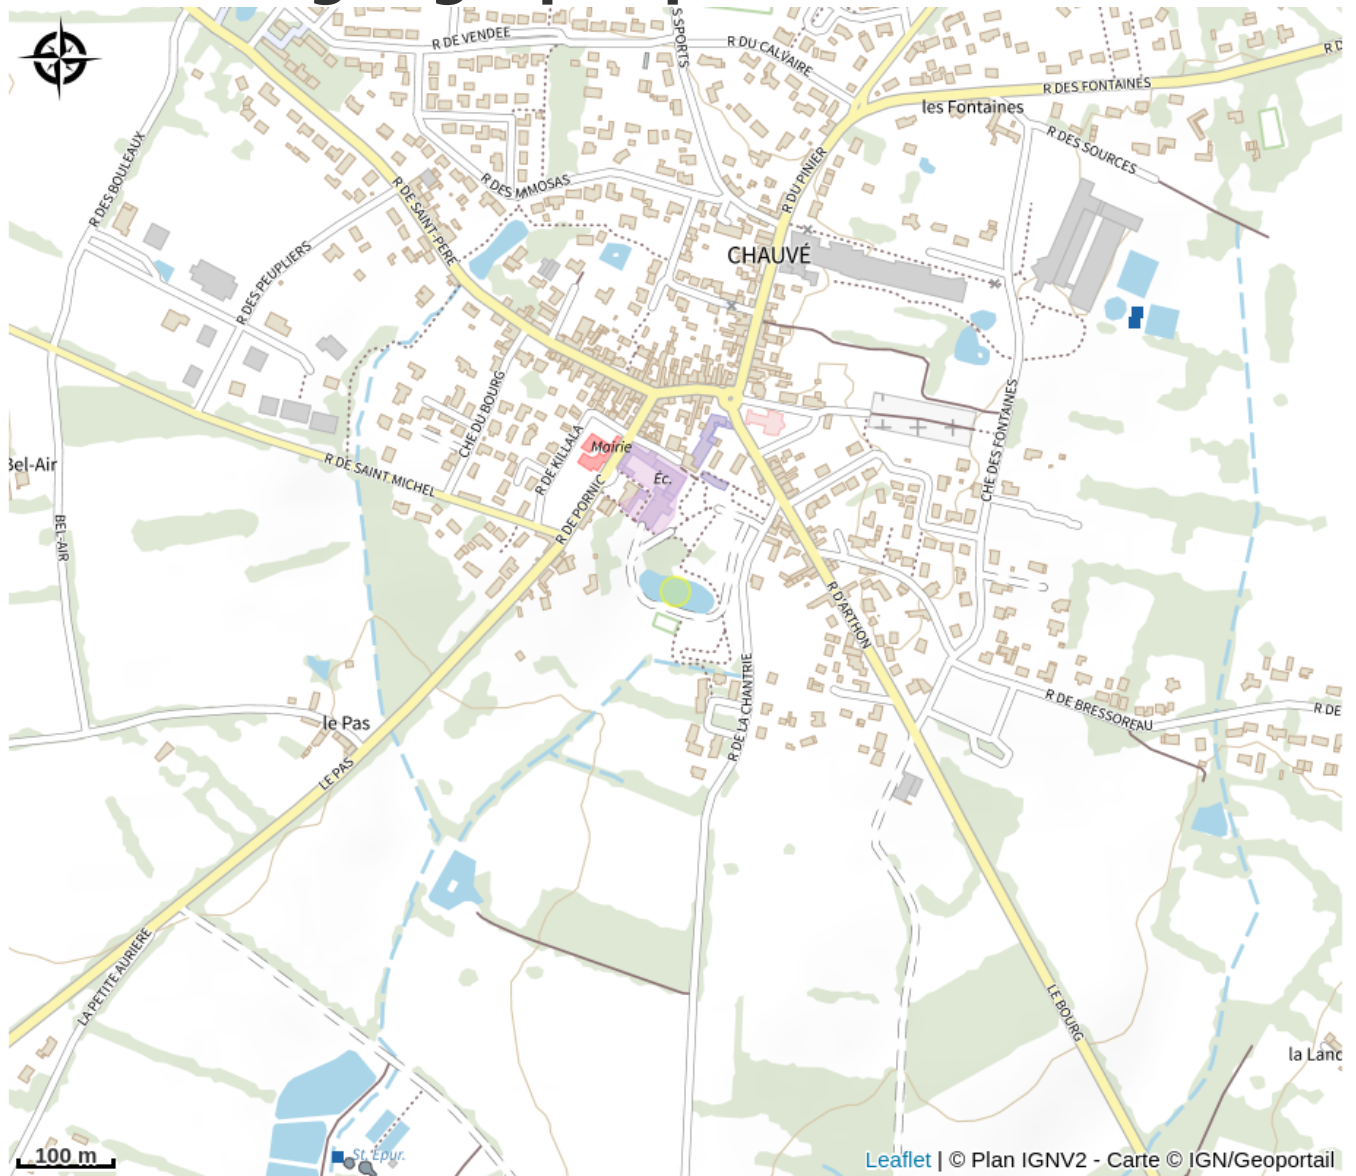 R DE VENDEE
S SPORTS
R DU CALVAIRE
R D
R DES FONTAINES
les Fontaines
R DES SOURCES
R DES BOULEAUX
R DES MIMOSAS
R DU PINIER
R DE SAINT-PERE
CHAUVÉ
R DES PEUPLIERS
CHE DU BOURG
CHE DES FONTAINES
R DE KILLALA
Mairie
Bel-Air
R DE SAINT MICHEL
Ec.
R DE PORNIC
BEL-AIR
R D'ARTHON
R DE LA CHANTRIE
R DE BRESSOREAU
R DE
le Pas
LE PAS
LA PETITE AURIERE
LE BOURG
la Land
100 m
St. Epur.
Leaflet | © Plan IGNV2 - Carte © IGN/Geoportail